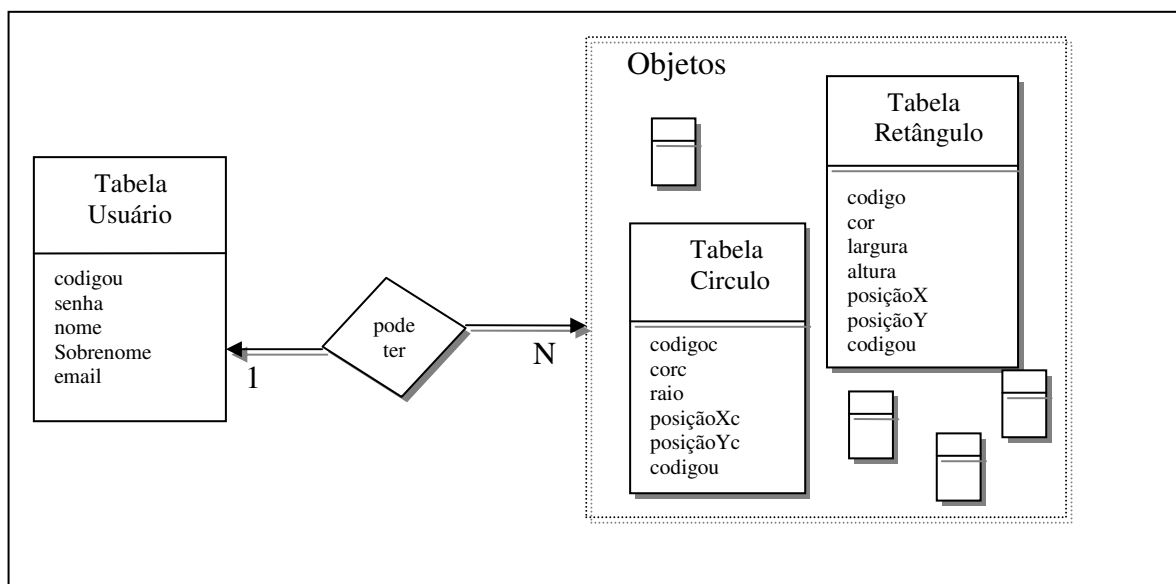 Tabela
Usuário
codigou
senha
nome
Sobrenome
email
1
pode
ter
N
Objetos
Tabela
Circulo
codigoc
corc
raio
posiçãoXc
posiçãoYc
codigou
Tabela
Retângulo
codigo
cor
largura
altura
posiçãoX
posiçãoY
codigou